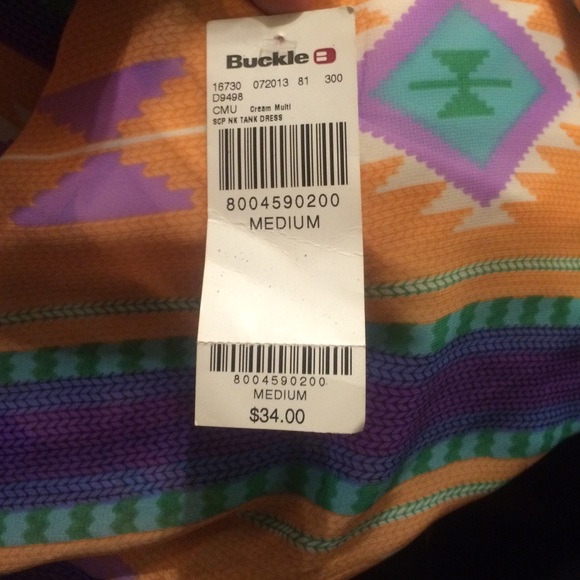 Buckle B
16730 072013 81 300
D9498
CMU Cream Multi
SCP NK TANK DRESS
8004590200
MEDIUM
8004590200
MEDIUM
$34.00